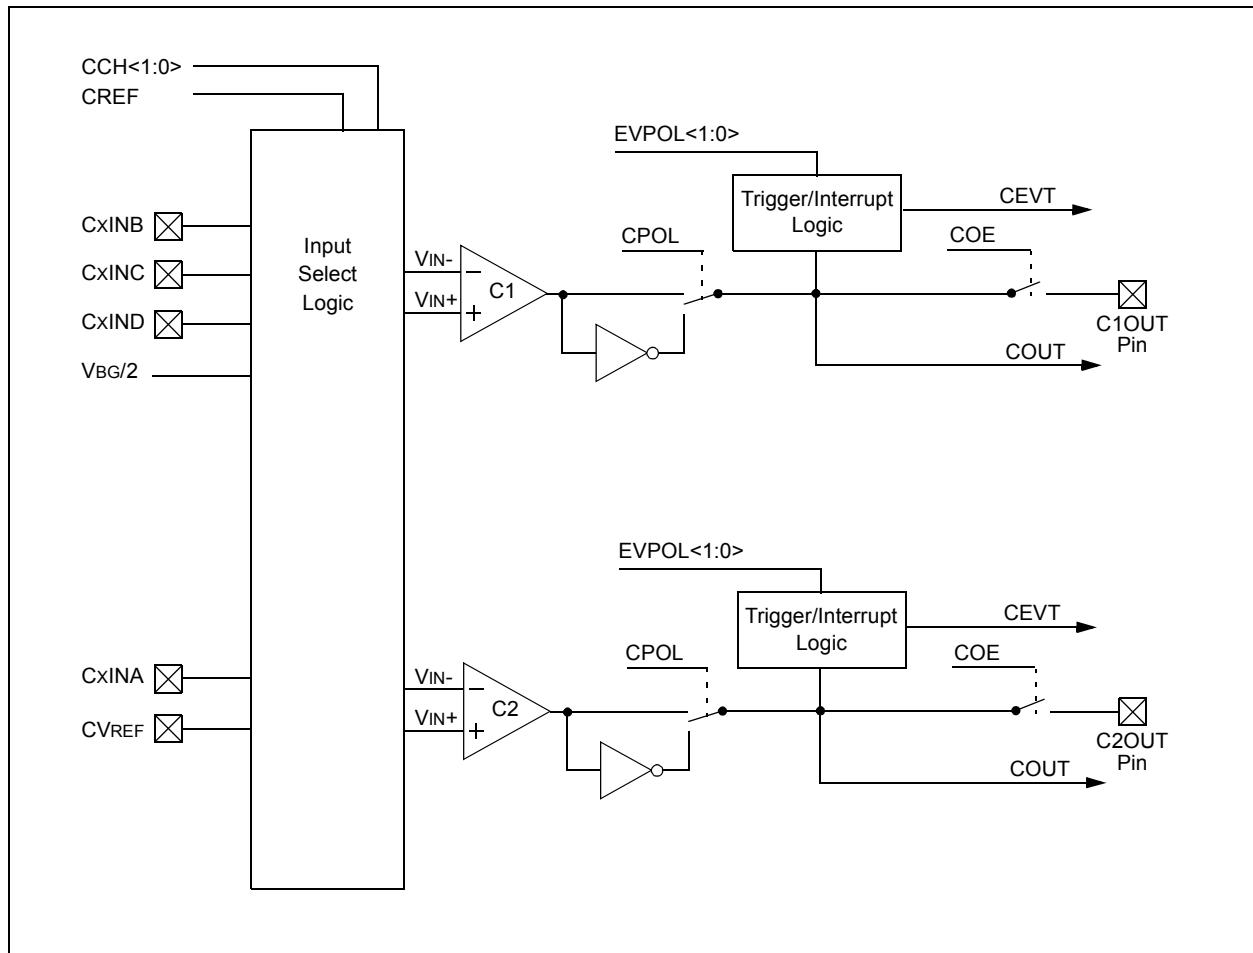 CCH<1:0>
CREF
EVPOL<1:0>
Trigger/Interrupt
Logic
CEVT
CxINB
Input
Select
Logic
CPOL
COE
CxINC
VIN-
C1
VIN+
CxIND
C1OUT
Pin
COUT
VBG/2
EVPOL<1:0>
Trigger/Interrupt
Logic
CEVT
CPOL
COE
CxINA
VIN-
C2
VIN+
CVREF
C2OUT
Pin
COUT